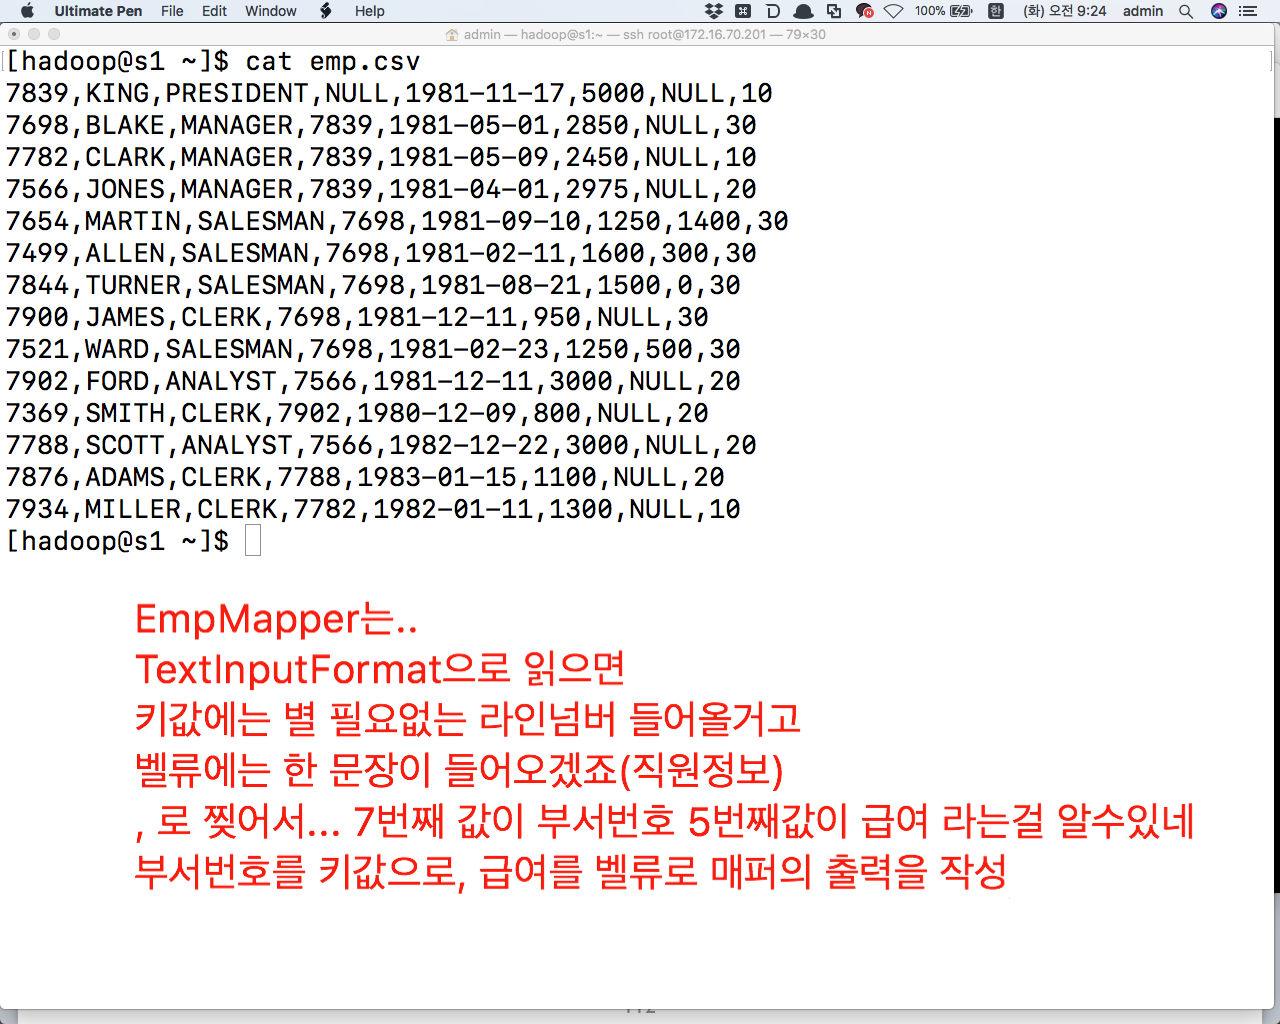 Ultimate Pen File Edit Window Help 100% 한 (화) 오전 9:24 admin
admin — hadoop@s1:~ — ssh root@172.16.70.201 — 79×30
[hadoop@s1 ~]$ cat emp.csv
7839,KING,PRESIDENT,NULL,1981-11-17,5000,NULL,10
7698,BLAKE,MANAGER,7839,1981-05-01,2850,NULL,30
7782,CLARK,MANAGER,7839,1981-05-09,2450,NULL,10
7566,JONES,MANAGER,7839,1981-04-01,2975,NULL,20
7654,MARTIN,SALESMAN,7698,1981-09-10,1250,1400,30
7499,ALLEN,SALESMAN,7698,1981-02-11,1600,300,30
7844,TURNER,SALESMAN,7698,1981-08-21,1500,0,30
7900,JAMES,CLERK,7698,1981-12-11,950,NULL,30
7521,WARD,SALESMAN,7698,1981-02-23,1250,500,30
7902,FORD,ANALYST,7566,1981-12-11,3000,NULL,20
7369,SMITH,CLERK,7902,1980-12-09,800,NULL,20
7788,SCOTT,ANALYST,7566,1982-12-22,3000,NULL,20
7876,ADAMS,CLERK,7788,1983-01-15,1100,NULL,20
7934,MILLER,CLERK,7782,1982-01-11,1300,NULL,10
[hadoop@s1 ~]$
EmpMapper는..
TextInputFormat으로 읽으면
키값에는 별 필요없는 라인넘버 들어올거고
벨류에는 한 문장이 들어오겠죠(직원정보)
, 로 찢어서... 7번째 값이 부서번호 5번째값이 급여 라는걸 알수있네
부서번호를 키값으로, 급여를 벨류로 매퍼의 출력을 작성